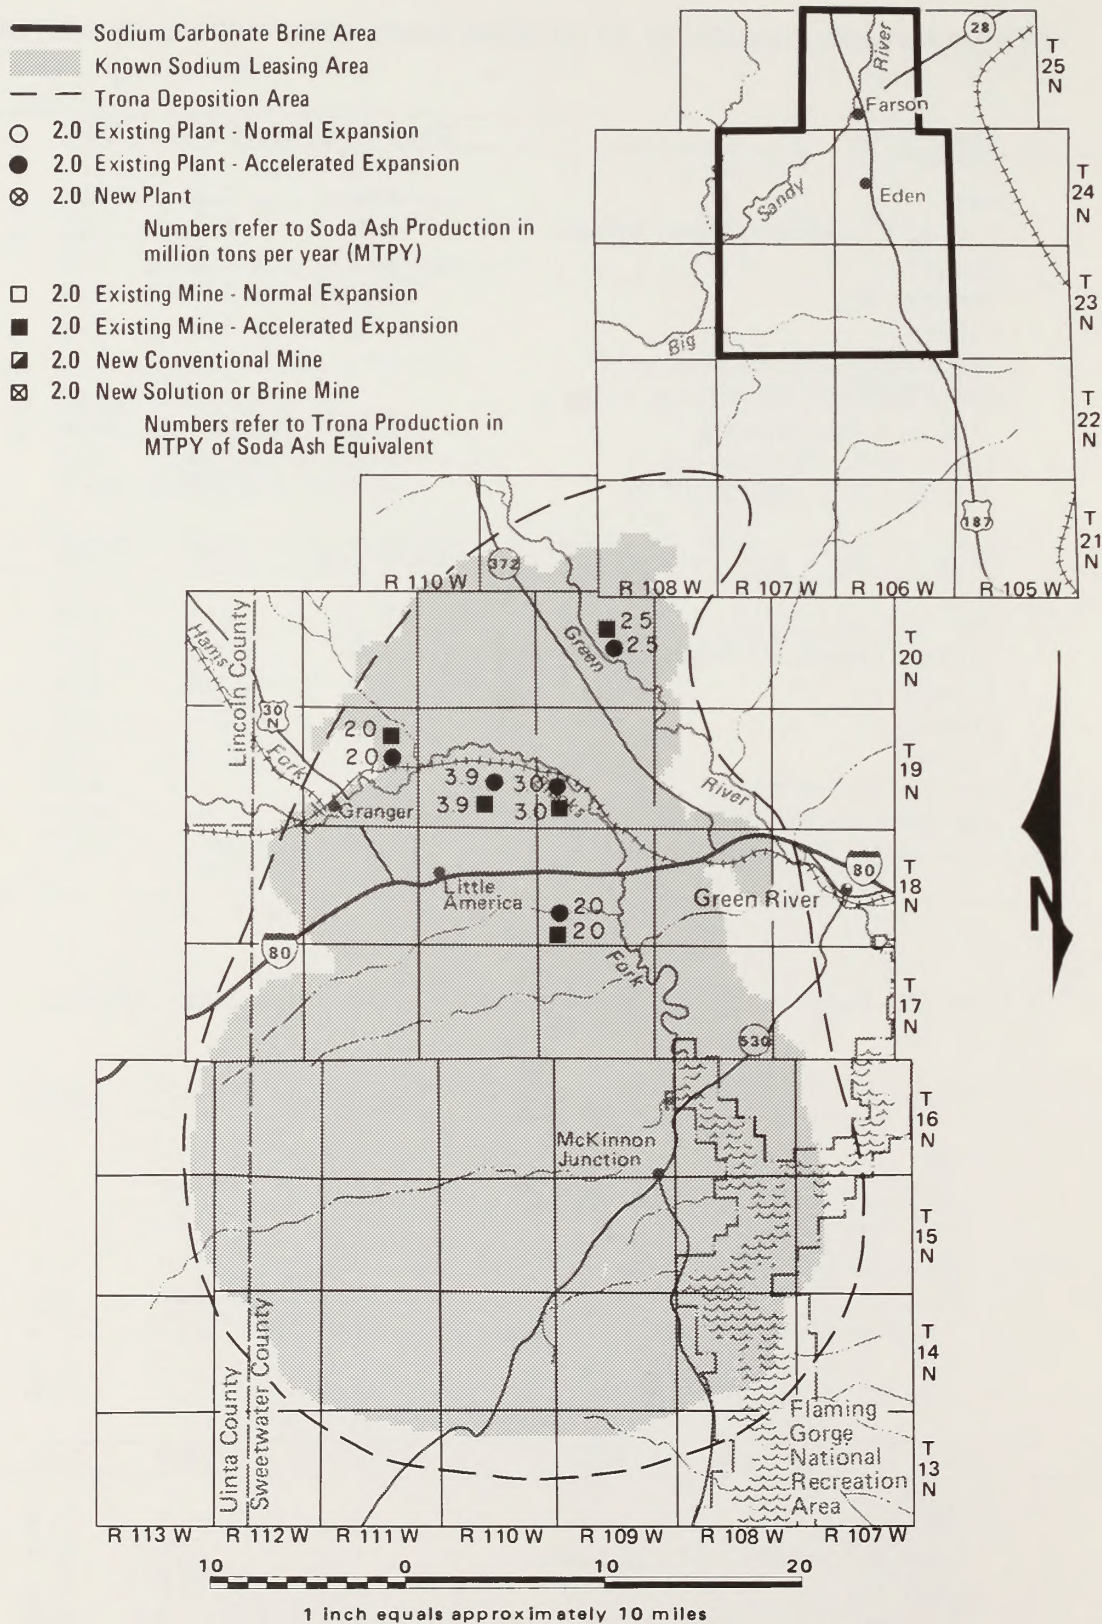 Sodium Carbonate Brine Area
Known Sodium Leasing Area
Trona Deposition Area
2.0 Existing Plant - Normal Expansion
2.0 Existing Plant - Accelerated Expansion
2.0 New Plant
Numbers refer to Soda Ash Production in
million tons per year (MTPY)
2.0 Existing Mine - Normal Expansion
2.0 Existing Mine - Accelerated Expansion
2.0 New Conventional Mine
2.0 New Solution or Brine Mine
Numbers refer to Trona Production in
MTPY of Soda Ash Equivalent
River
28
T
25
N
Farson
T
24
N
Sandy
Eden
T
23
N
Big
T
22
N
187
T
21
N
372
R 110 W
R 108 W
R 107 W
R 106 W
R 105 W
Hams
Lincoln County
Green
2 5
2.5
T
20
N
30
N
Fork
2 0
2 0
3 9
3 9
3 0
3 0
ks
River
T
19
N
Granger
Little
America
80
Green River
T
18
N
2 0
2 0
80
Fork
N
T
17
N
530
T
16
N
McKinnon
Junction
T
15
N
T
14
N
Uinta County
Sweetwater County
Flaming
Gorge
National
Recreation
Area
T
13
N
R 113 W
R 112 W
R 111 W
R 110 W
R 109 W
R 108 W
R 107 W
10 0 10 20
1 inch equals approximately 10 miles